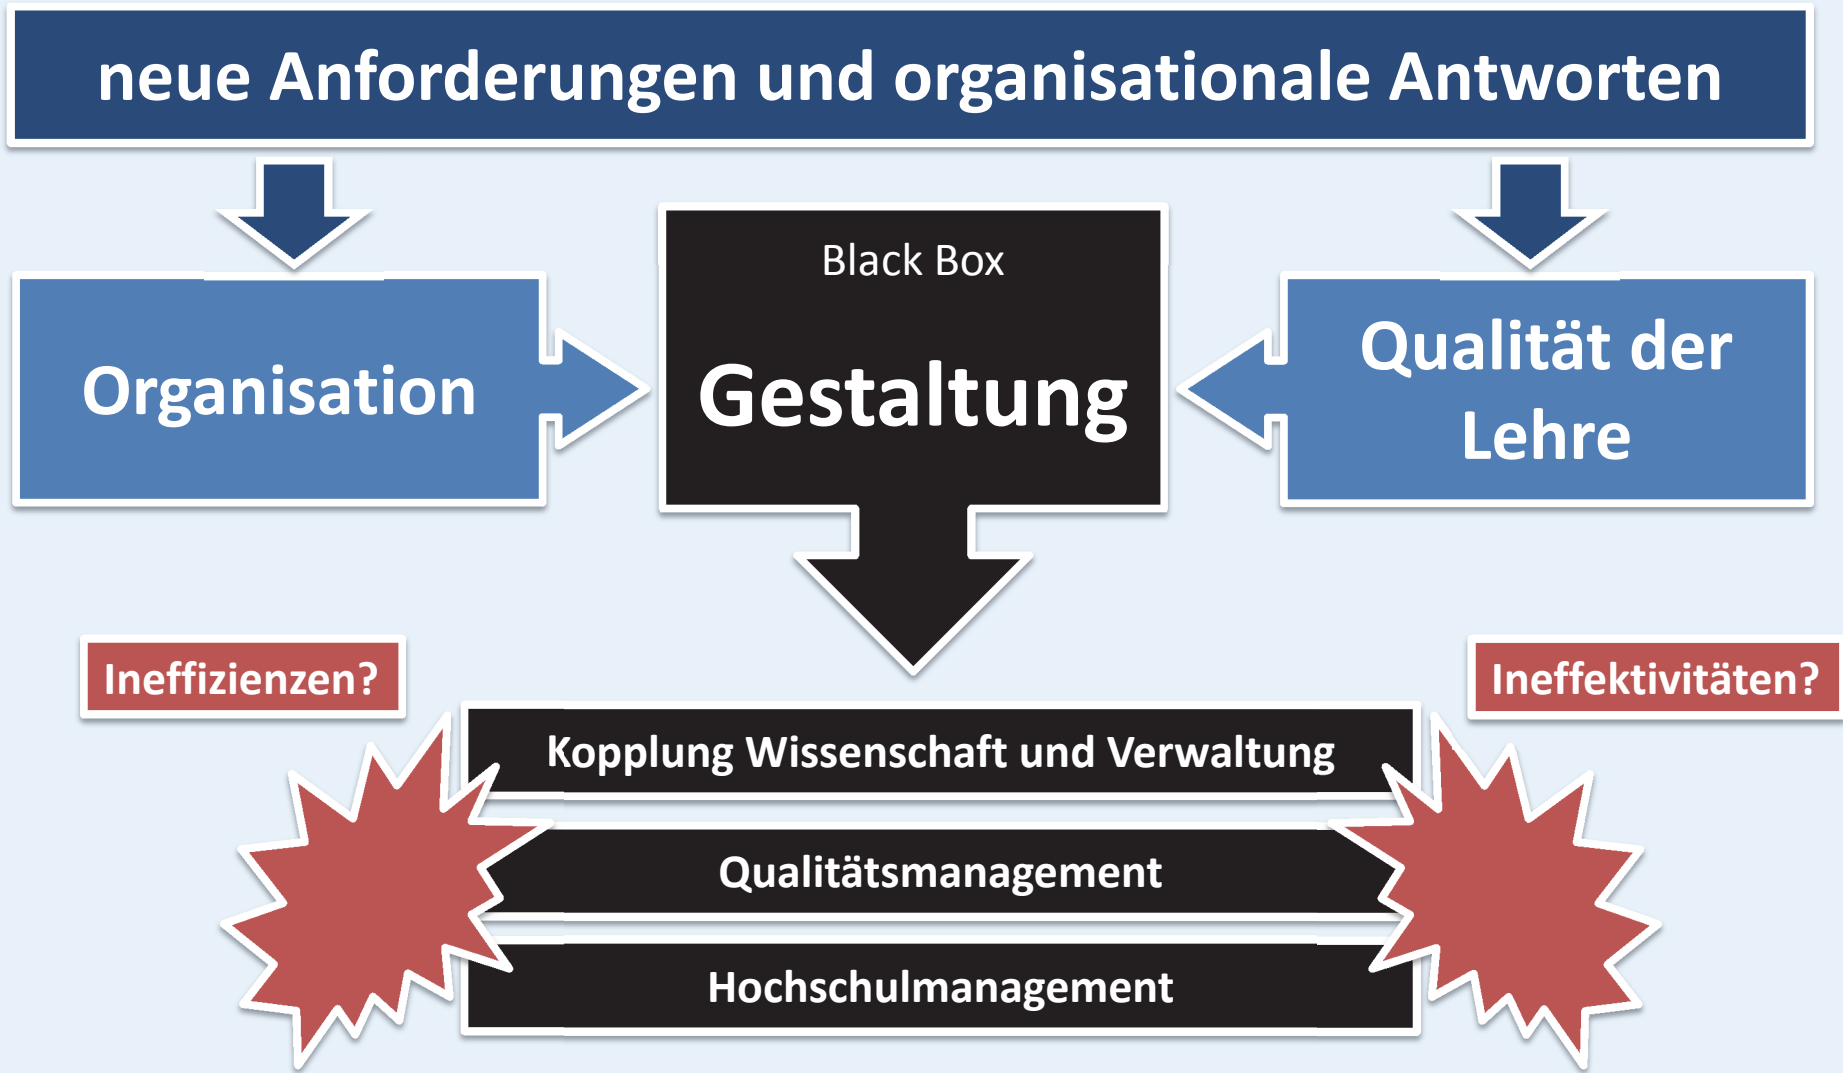 neue Anforderungen und organisationale Antworten
Black Box
Gestaltung
Organisation
Qualität der
Lehre
Ineffizienzen?
Ineffektivitäten?
Kopplung Wissenschaft und Verwaltung
Qualitätsmanagement
Hochschulmanagement